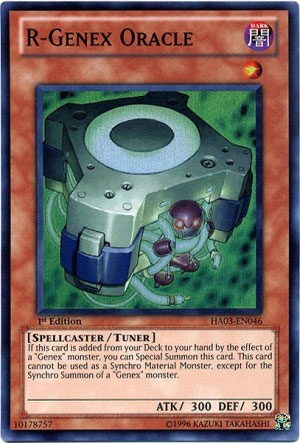 R-Genex Oracle
DARK
闇
1st Edition
HA03-EN046
[Spellcaster / Tuner]
If this card is added from your Deck to your hand by the effect of
a "Genex" monster, you can Special Summon this card. This card
cannot be used as a Synchro Material Monster, except for the
Synchro Summon of a "Genex" monster.
ATK/ 300 DEF/ 300
10178757
©1996 KAZUKI TAKAHASHI